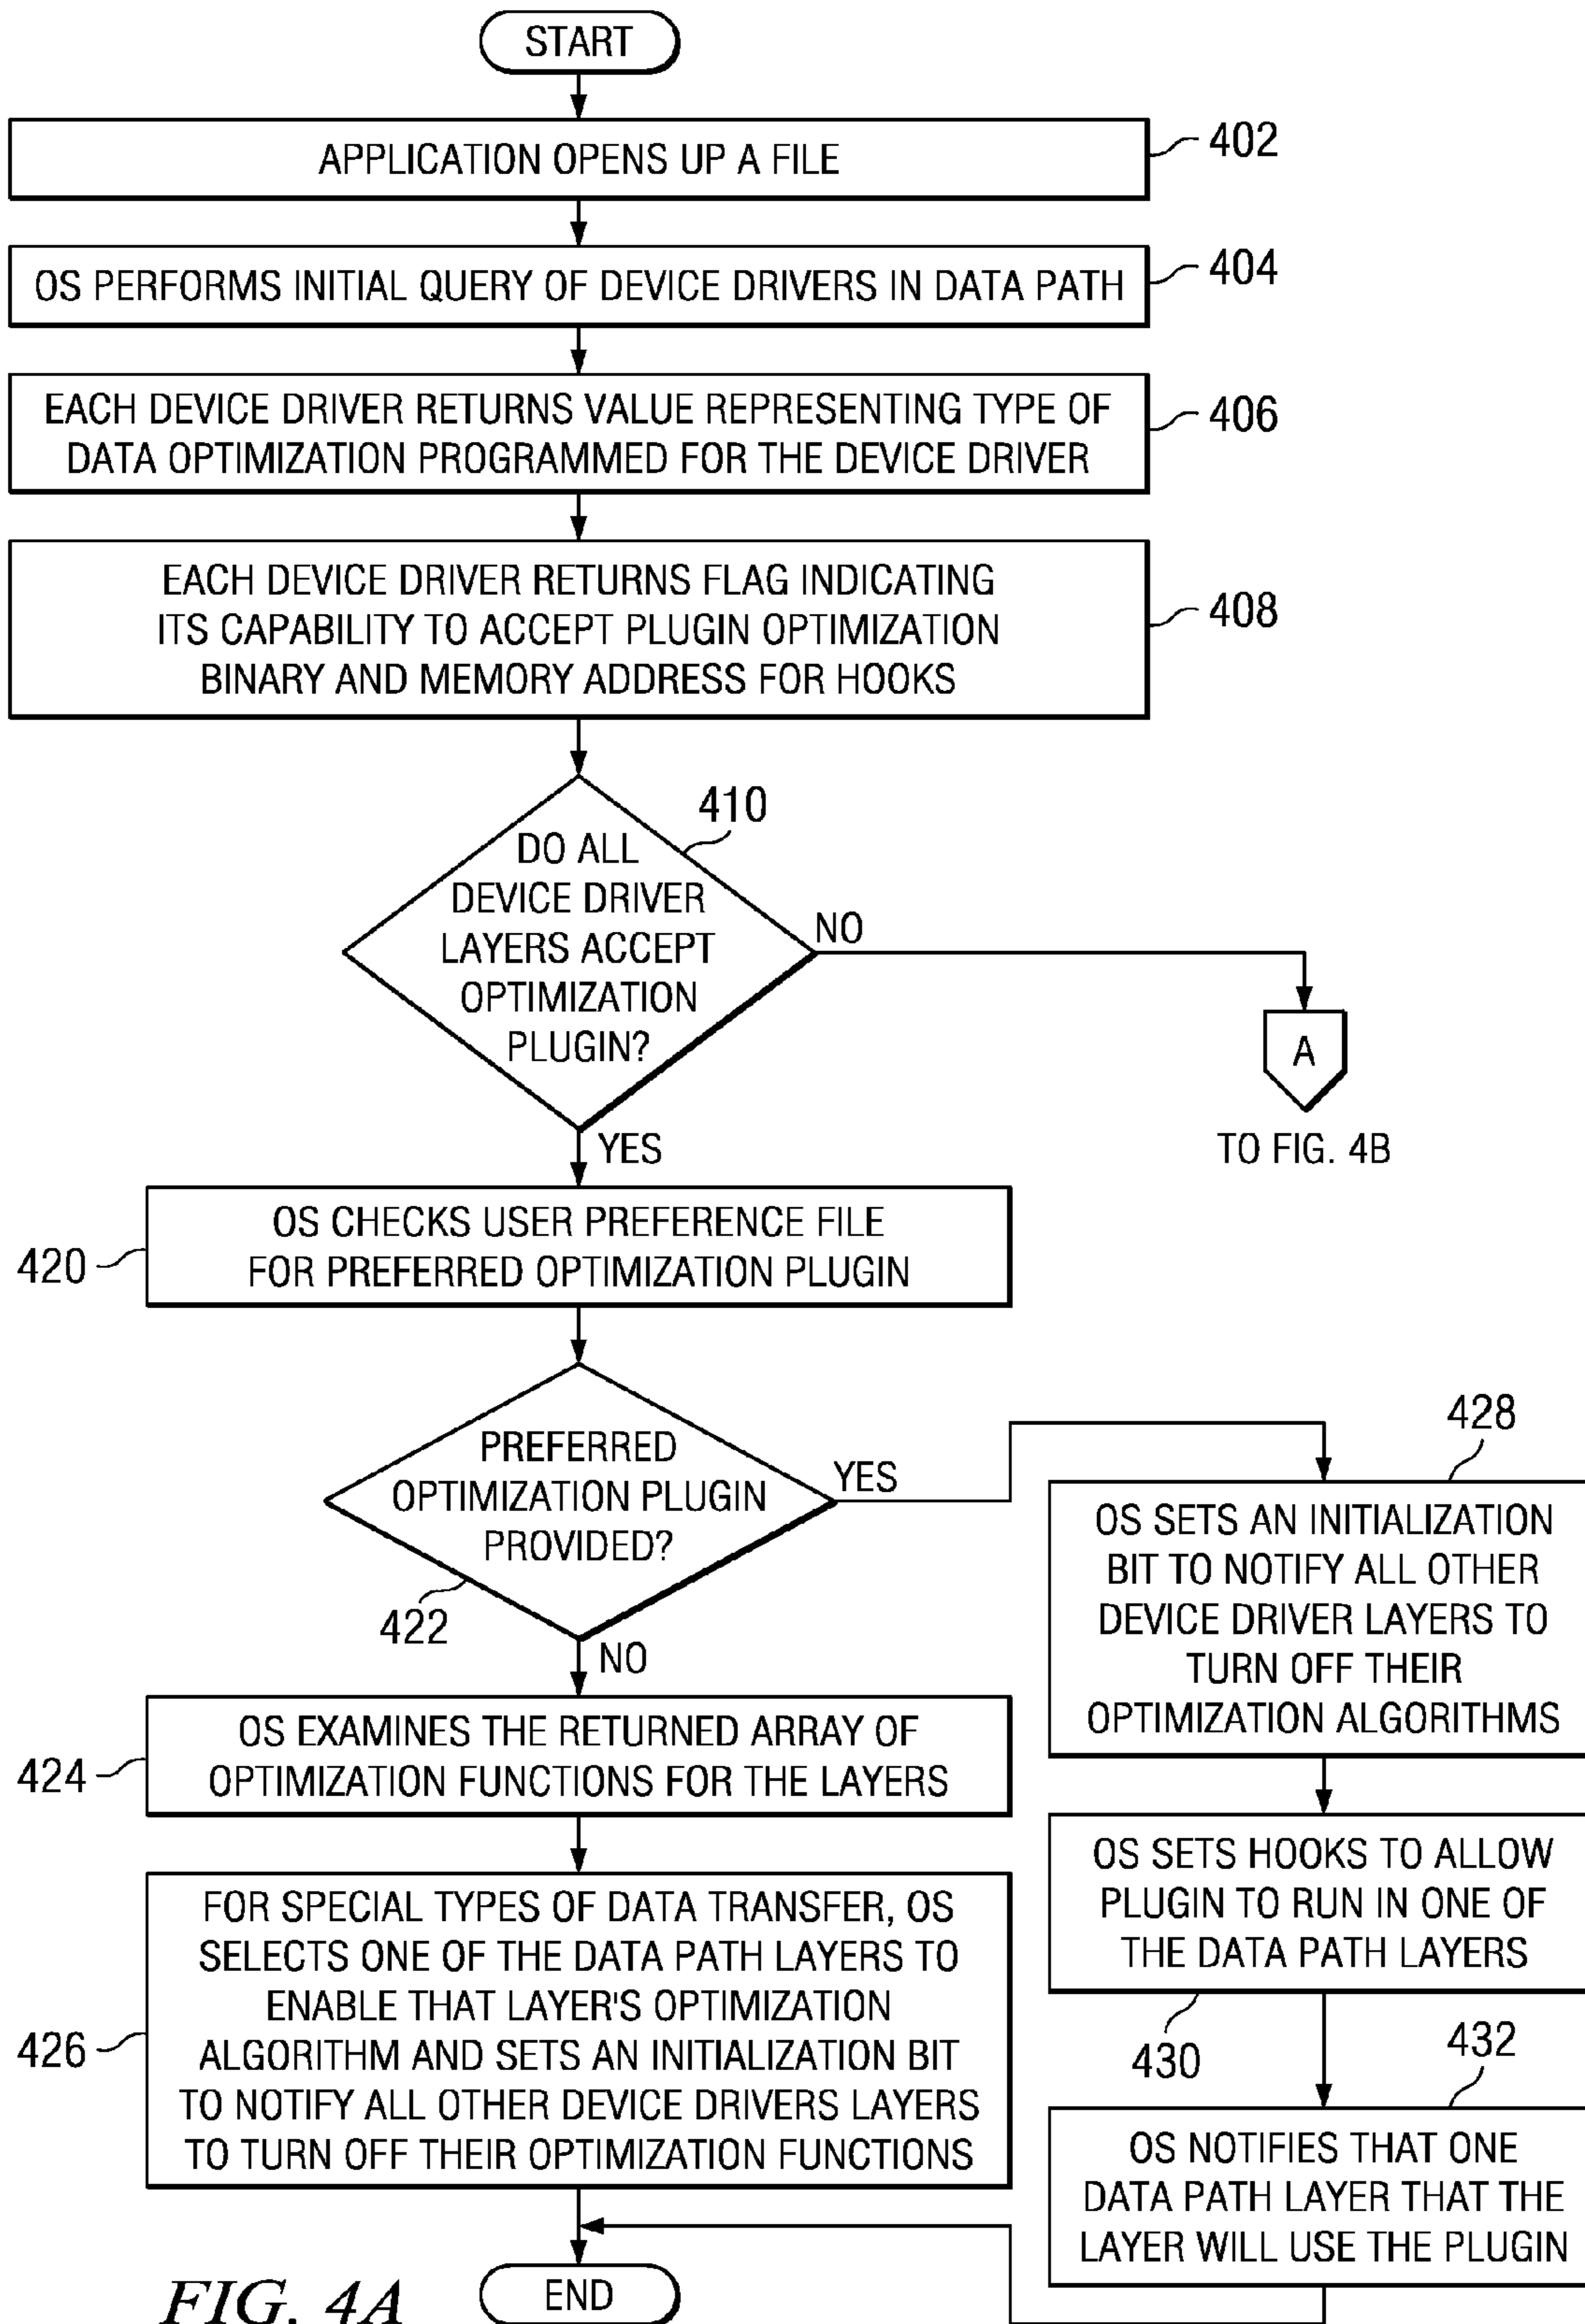 START
APPLICATION OPENS UP A FILE
402
OS PERFORMS INITIAL QUERY OF DEVICE DRIVERS IN DATA PATH
404
EACH DEVICE DRIVER RETURNS VALUE REPRESENTING TYPE OF
DATA OPTIMIZATION PROGRAMMED FOR THE DEVICE DRIVER
406
EACH DEVICE DRIVER RETURNS FLAG INDICATING
ITS CAPABILITY TO ACCEPT PLUGIN OPTIMIZATION
BINARY AND MEMORY ADDRESS FOR HOOKS
408
410
DO ALL
DEVICE DRIVER
LAYERS ACCEPT
OPTIMIZATION
PLUGIN?
NO
A
TO FIG. 4B
YES
OS CHECKS USER PREFERENCE FILE
FOR PREFERRED OPTIMIZATION PLUGIN
420
PREFERRED
OPTIMIZATION PLUGIN
PROVIDED?
422
YES
NO
428
OS SETS AN INITIALIZATION
BIT TO NOTIFY ALL OTHER
DEVICE DRIVER LAYERS TO
TURN OFF THEIR
OPTIMIZATION ALGORITHMS
OS EXAMINES THE RETURNED ARRAY OF
OPTIMIZATION FUNCTIONS FOR THE LAYERS
424
OS SETS HOOKS TO ALLOW
PLUGIN TO RUN IN ONE OF
THE DATA PATH LAYERS
430
FOR SPECIAL TYPES OF DATA TRANSFER, OS
SELECTS ONE OF THE DATA PATH LAYERS TO
ENABLE THAT LAYER'S OPTIMIZATION
ALGORITHM AND SETS AN INITIALIZATION BIT
TO NOTIFY ALL OTHER DEVICE DRIVERS LAYERS
TO TURN OFF THEIR OPTIMIZATION FUNCTIONS
426
432
OS NOTIFIES THAT ONE
DATA PATH LAYER THAT THE
LAYER WILL USE THE PLUGIN
END
FIG. 4A